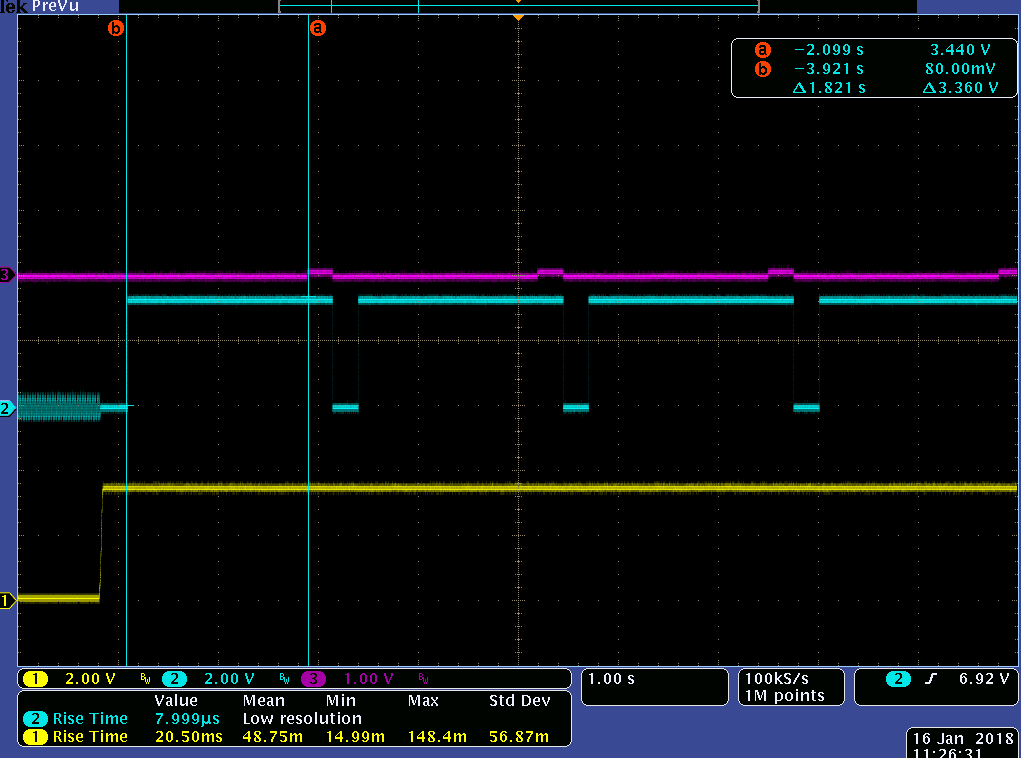 Tek PreVu
b a
a −2.099 s 3.440 V
b −3.921 s 80.00mV
Δ1.821 s Δ3.360 V
3
2
1
1 2.00 V BW 2 2.00 V BW 3 1.00 V BW
1.00 s
100kS/s
1M points
2 6.92 V
Value Mean Min Max Std Dev
2 Rise Time 7.999µs Low resolution
1 Rise Time 20.50ms 48.75m 14.99m 148.4m 56.87m
16 Jan 2018
11:26:31